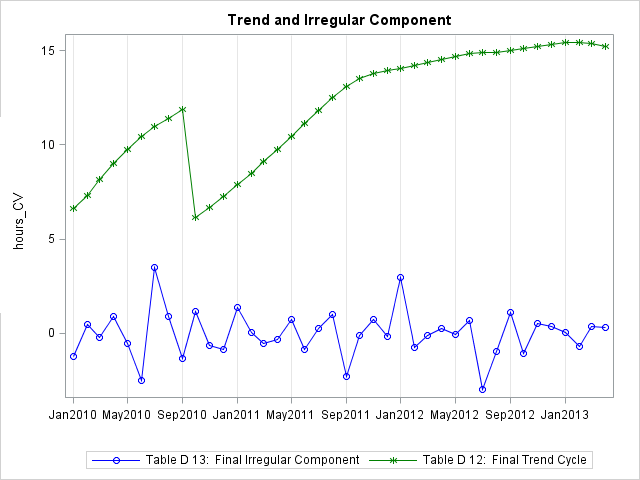 Trend and Irregular Component
15
10
5
0
hours_CV
Jan2010 May2010 Sep2010 Jan2011 May2011 Sep2011 Jan2012 May2012 Sep2012 Jan2013
Table D 13: Final Irregular Component Table D 12: Final Trend Cycle